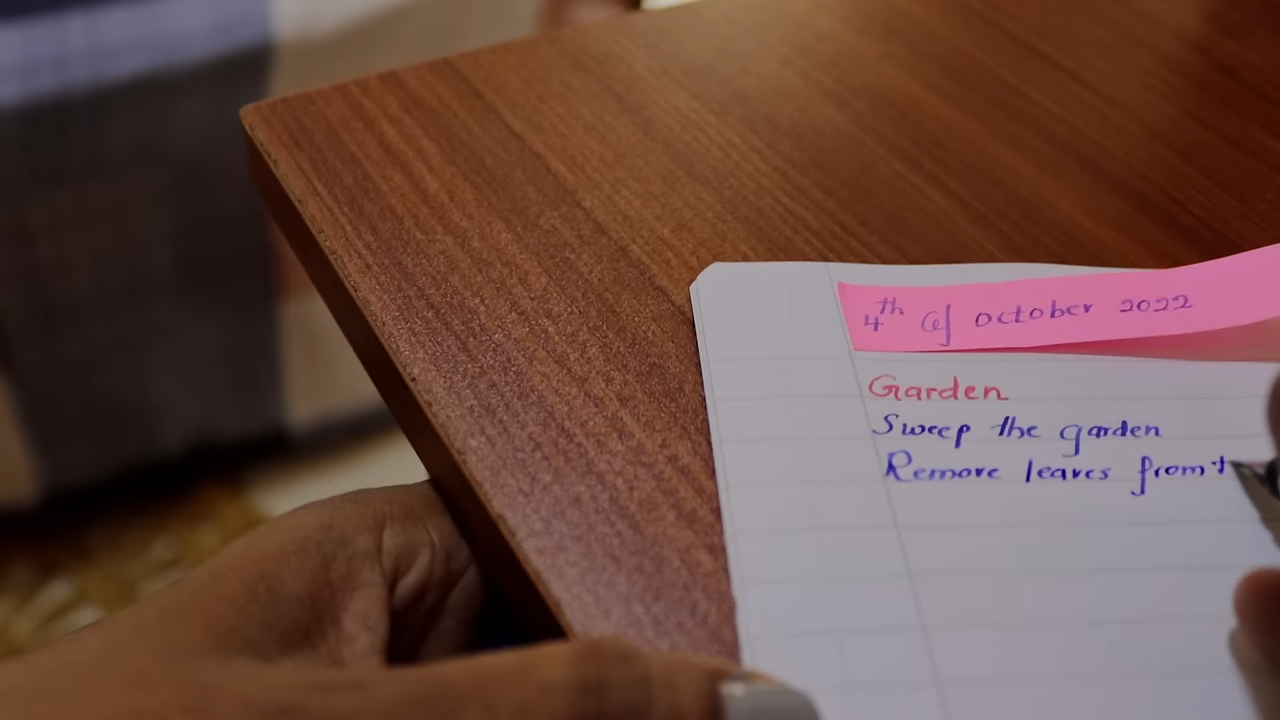 4th of october 2022
Garden
Sweep the garden
Remove leaves from t